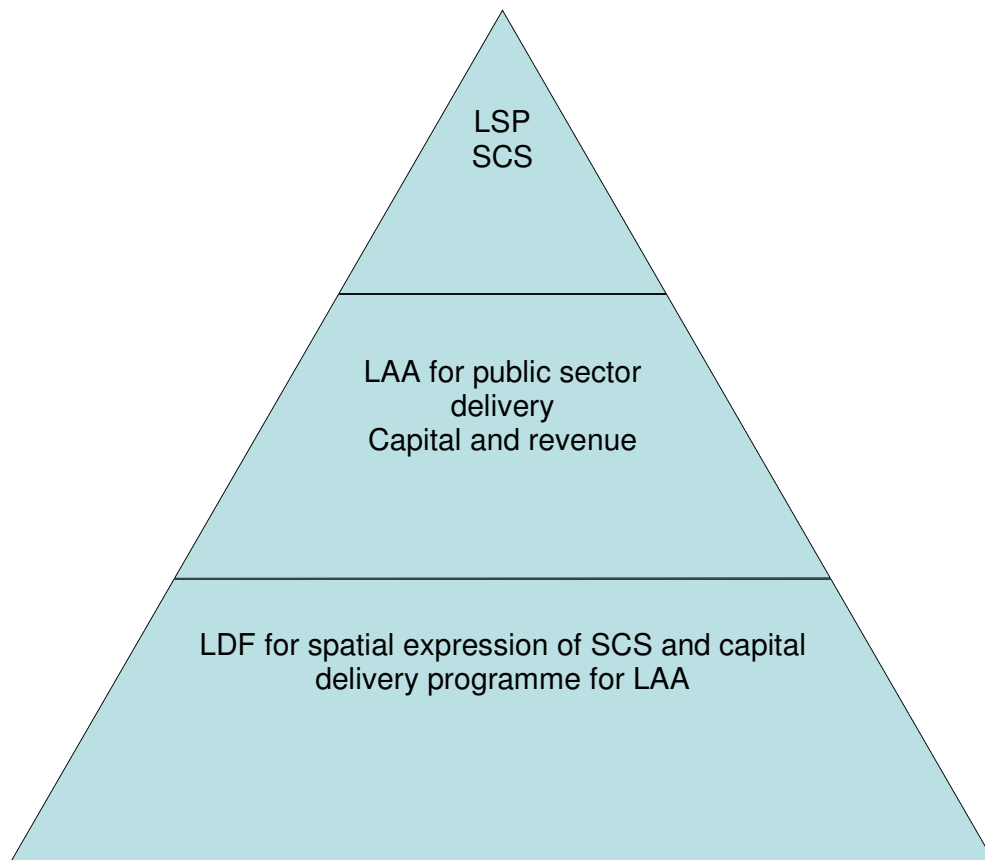 LSP
SCS
LAA for public sector
delivery
Capital and revenue
LDF for spatial expression of SCS and capital
delivery programme for LAA